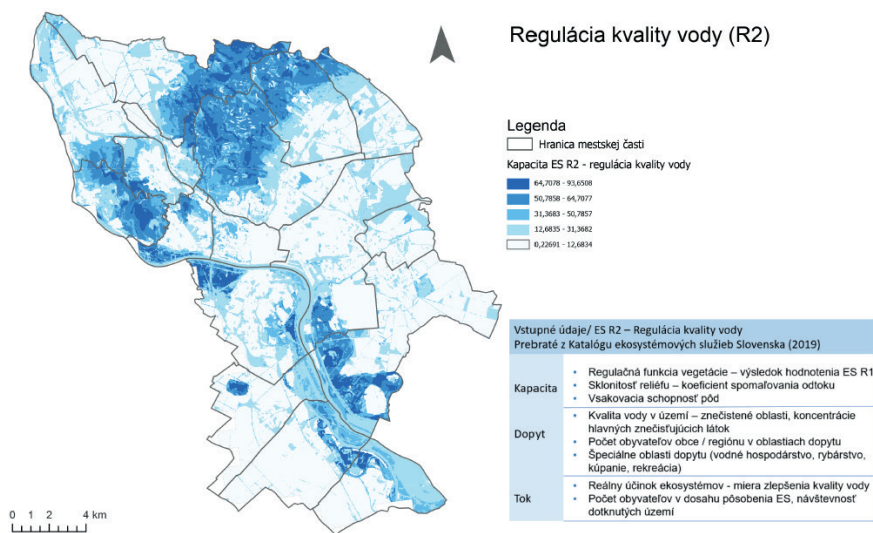 Regulácia kvality vody (R2)
Legenda
Hranica mestskej časti
Kapacita ES R2 - regulácia kvality vody
64,7078 - 93,6508
50,7858 - 64,7077
31,3683 - 50,7857
12,6835 - 31,3682
0,22691 - 12,6834
Vstupné údaje/ ES R2 – Regulácia kvality vody
Prebraté z Katalógu ekosystémových služieb Slovenska (2019)
Kapacita
• Regulačná funkcia vegetácie – výsledok hodnotenia ES R1
• Sklonitosť reliéfu – koeficient spomaľovania odtoku
• Vsakovacia schopnosť pôd
Dopyt
• Kvalita vody v území – znečistené oblasti, koncentrácie
hlavných znečisťujúcich látok
• Počet obyvateľov obce / regiónu v oblastiach dopytu
• Špeciálne oblasti dopytu (vodné hospodárstvo, rybárstvo,
kúpanie, rekreácia)
Tok
• Reálny účinok ekosystémov - miera zlepšenia kvality vody
• Počet obyvateľov v dosahu pôsobenia ES, návštevnosť
dotknutých území
0 1 2 4 km